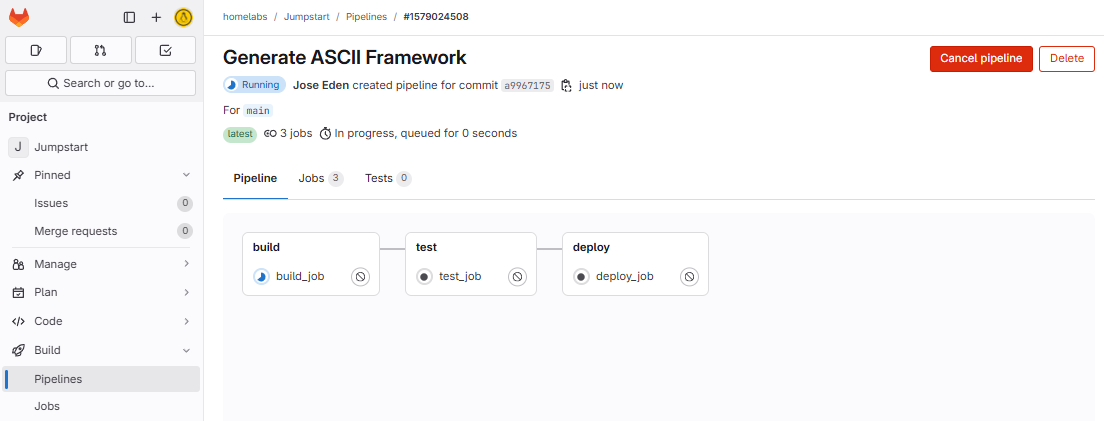 homelabs / Jumpstart / Pipelines / #1579024508
Search or go to...
Project
J Jumpstart
Pinned
Issues 0
Merge requests 0
Manage
Plan
Code
Build
Pipelines
Jobs
Generate ASCII Framework
Cancel pipeline
Delete
Running Jose Eden created pipeline for commit a9967175 just now
For main
latest 3 jobs In progress, queued for 0 seconds
Pipeline Jobs 3 Tests 0
build
build_job
test
test_job
deploy
deploy_job